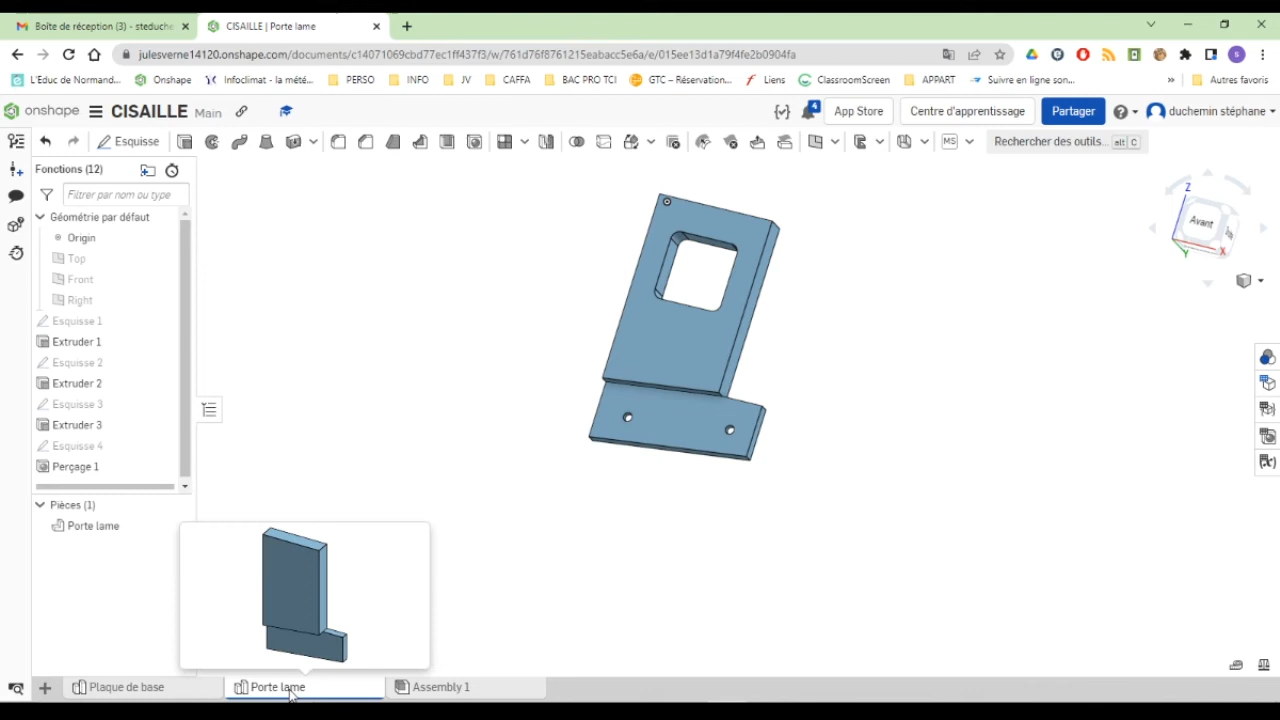 Boîte de réception (3) - steduche
CISAILLE | Porte lame
julesverne14120.onshape.com/documents/c14071069cbd77ec1ff437f3/w/761d76f8761215eabacc5e6a/e/015ee13d1a79f4fe2b0904fa
L'Educ de Normand...
Onshape
Infoclimat - la mété...
PERSO
INFO
JV
CAFFA
BAC PRO TCI
GTC – Réservation...
Liens
ClassroomScreen
APPART
Suivre en ligne son...
»
Autres favoris
onshape
CISAILLE Main
4
App Store
Centre d'apprentissage
Partager
duchemin stéphane
Esquisse
MS
Rechercher des outils... alt C
Fonctions (12)
Filtrer par nom ou type
Géométrie par défaut
Origin
Top
Front
Right
Esquisse 1
Extruder 1
Esquisse 2
Extruder 2
Esquisse 3
Extruder 3
Esquisse 4
Perçage 1
Pièces (1)
Porte lame
Z
Avant
X
Y
Plaque de base
Porte lame
Assembly 1